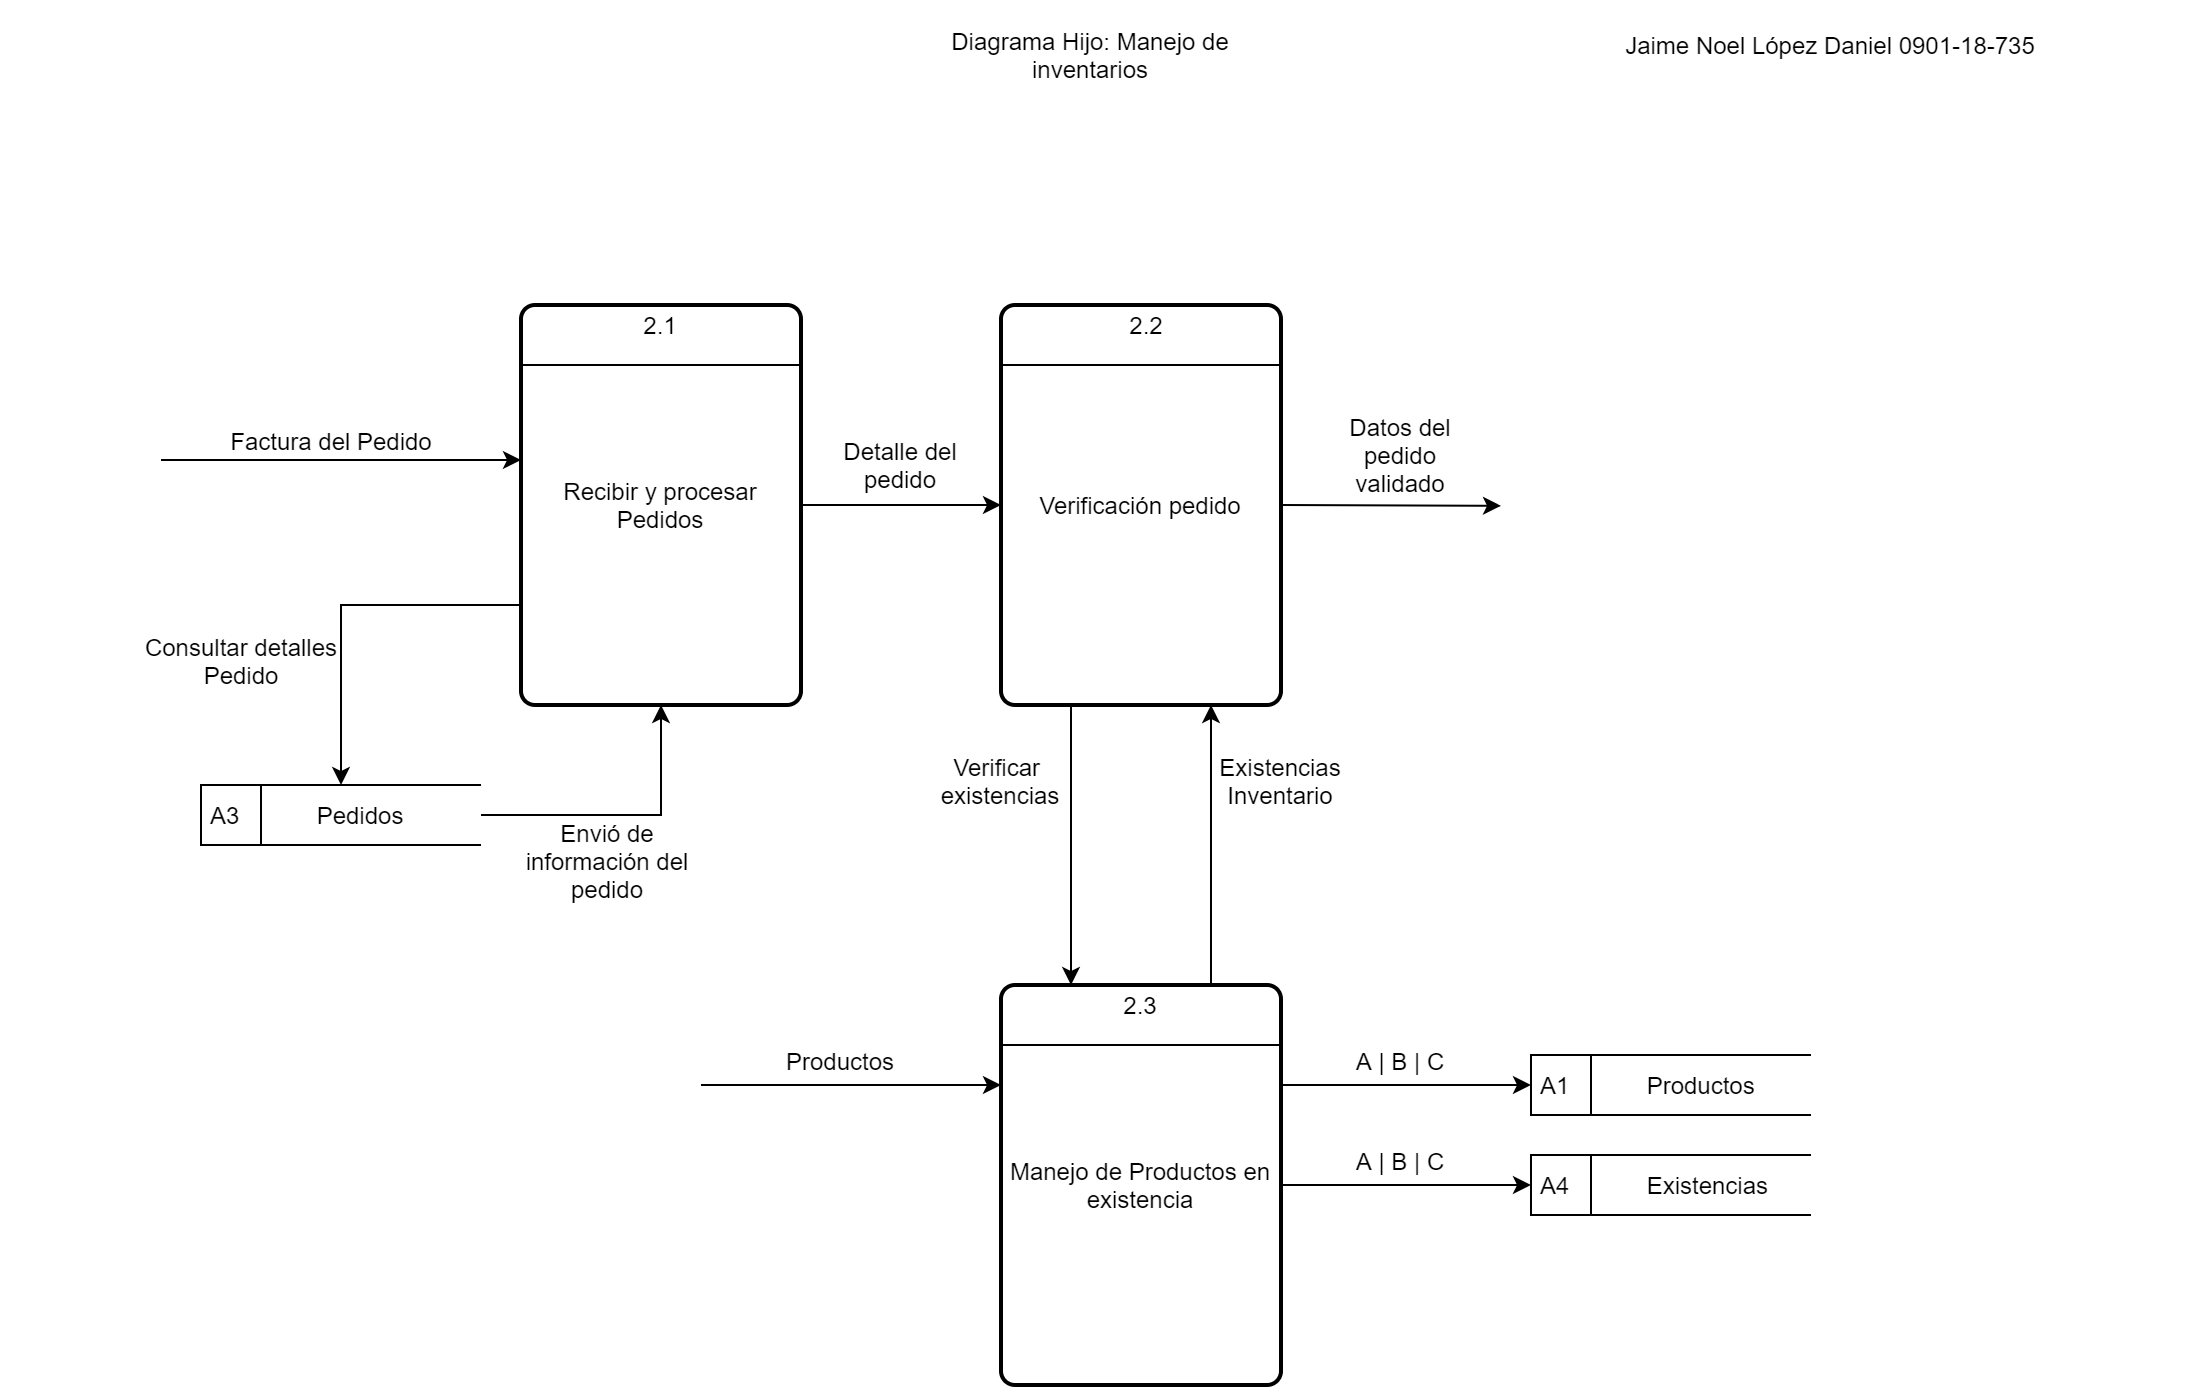 Diagrama Hijo: Manejo de
inventarios
Jaime Noel López Daniel 0901-18-735
2.1
2.2
Factura del Pedido
Recibir y procesar
Pedidos
Detalle del
pedido
Verificación pedido
Datos del
pedido
validado
Consultar detalles
Pedido
A3
Pedidos
Envió de
información del
pedido
Verificar
existencias
Existencias
Inventario
2.3
Productos
Manejo de Productos en
existencia
A | B | C
A1
Productos
A | B | C
A4
Existencias